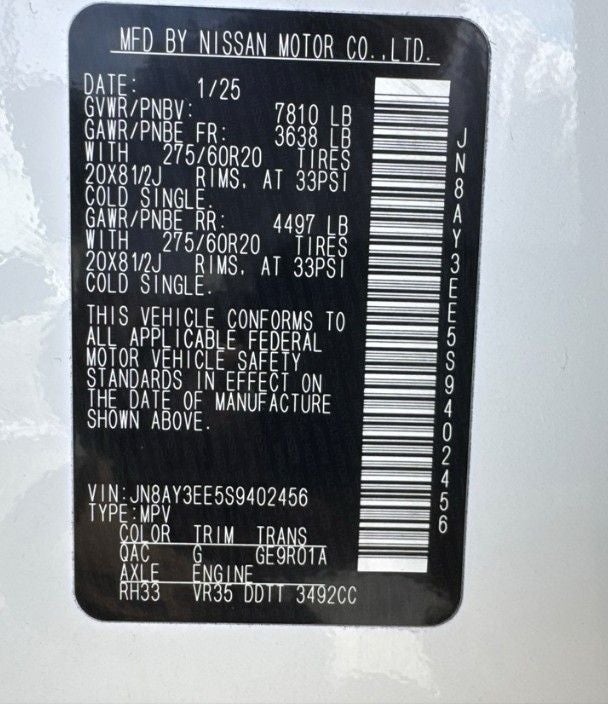 MFD BY NISSAN MOTOR CO.,LTD.
DATE: 1/25
GVWR/PNBV: 7810 LB
GAWR/PNBE FR: 3638 LB
WITH 275/60R20 TIRES
20X81/2J RIMS, AT 33PSI
COLD SINGLE.
GAWR/PNBE RR: 4497 LB
WITH 275/60R20 TIRES
20X81/2J RIMS, AT 33PSI
COLD SINGLE.
THIS VEHICLE CONFORMS TO
ALL APPLICABLE FEDERAL
MOTOR VEHICLE SAFETY
STANDARDS IN EFFECT ON
THE DATE OF MANUFACTURE
SHOWN ABOVE.
VIN:JN8AY3EE5S9402456
TYPE:MPV
COLOR TRIM TRANS
QAC G GE9R01A
AXLE ENGINE
RH33 VR35 DDTT 3492CC
JN8AY3EE5S9402456